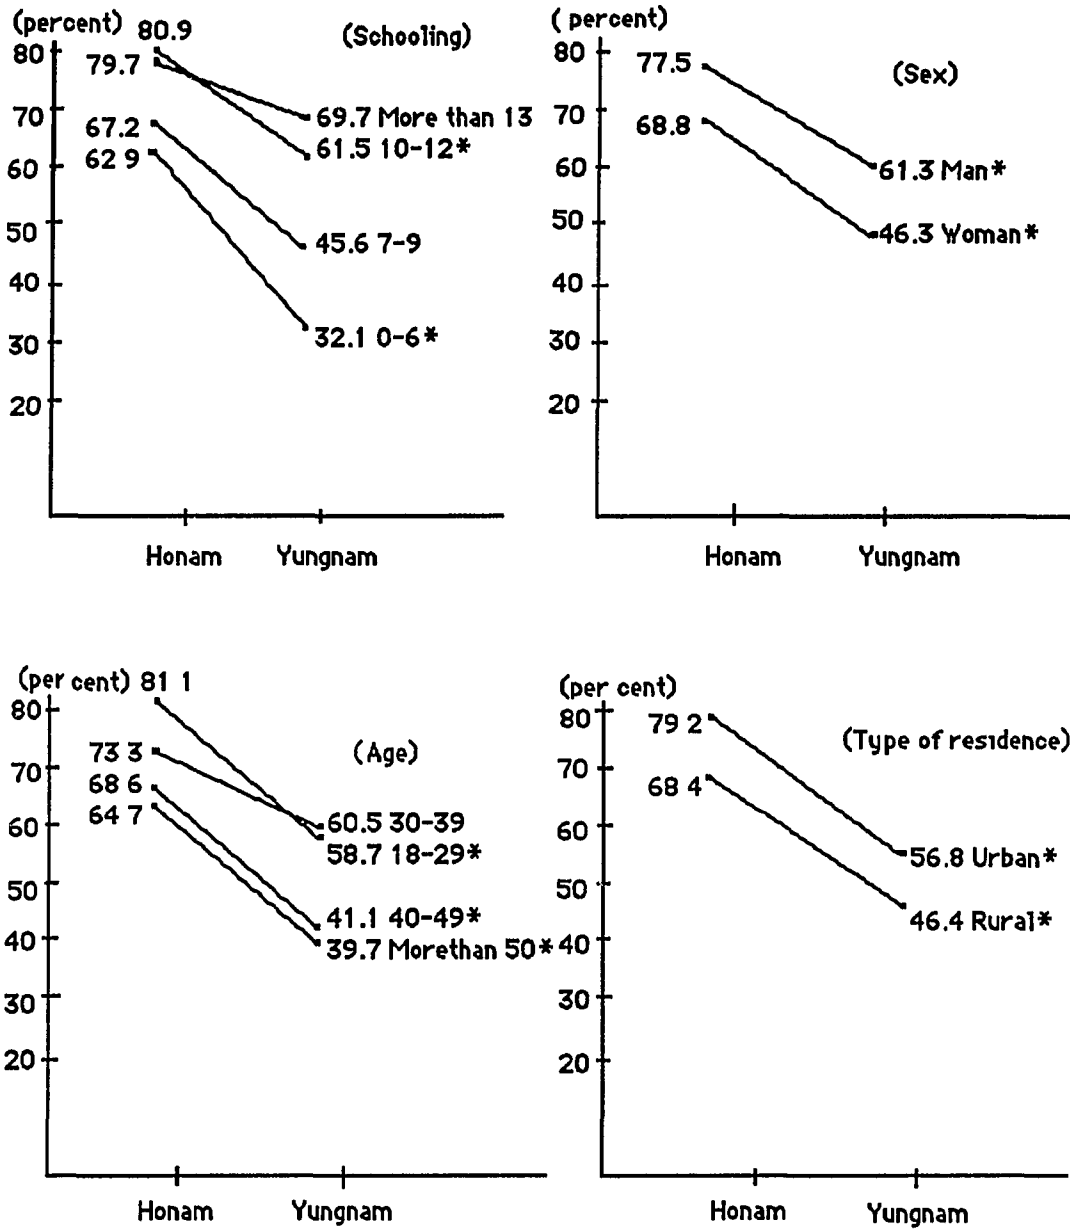 (percent) 80.9
(Schooling)
80
79.7
70
69.7 More than 13
67.2
61.5 10-12*
60
62 9
50
45.6 7-9
40
32.1 0-6*
30
20
Honam Yungnam
( percent)
80
77.5
(Sex)
70
68.8
60
61.3 Man*
50
46.3 Woman*
40
30
20
Honam Yungnam
(per cent) 81 1
80
73 3
(Age)
70
68 6
64 7
60
60.5 30-39
58.7 18-29*
50
41.1 40-49*
40
39.7 Morethan 50*
30
20
Honam Yungnam
(per cent)
80
79 2
(Type of residence)
70
68 4
60
56.8 Urban*
50
46.4 Rural*
40
30
20
Honam Yungnam